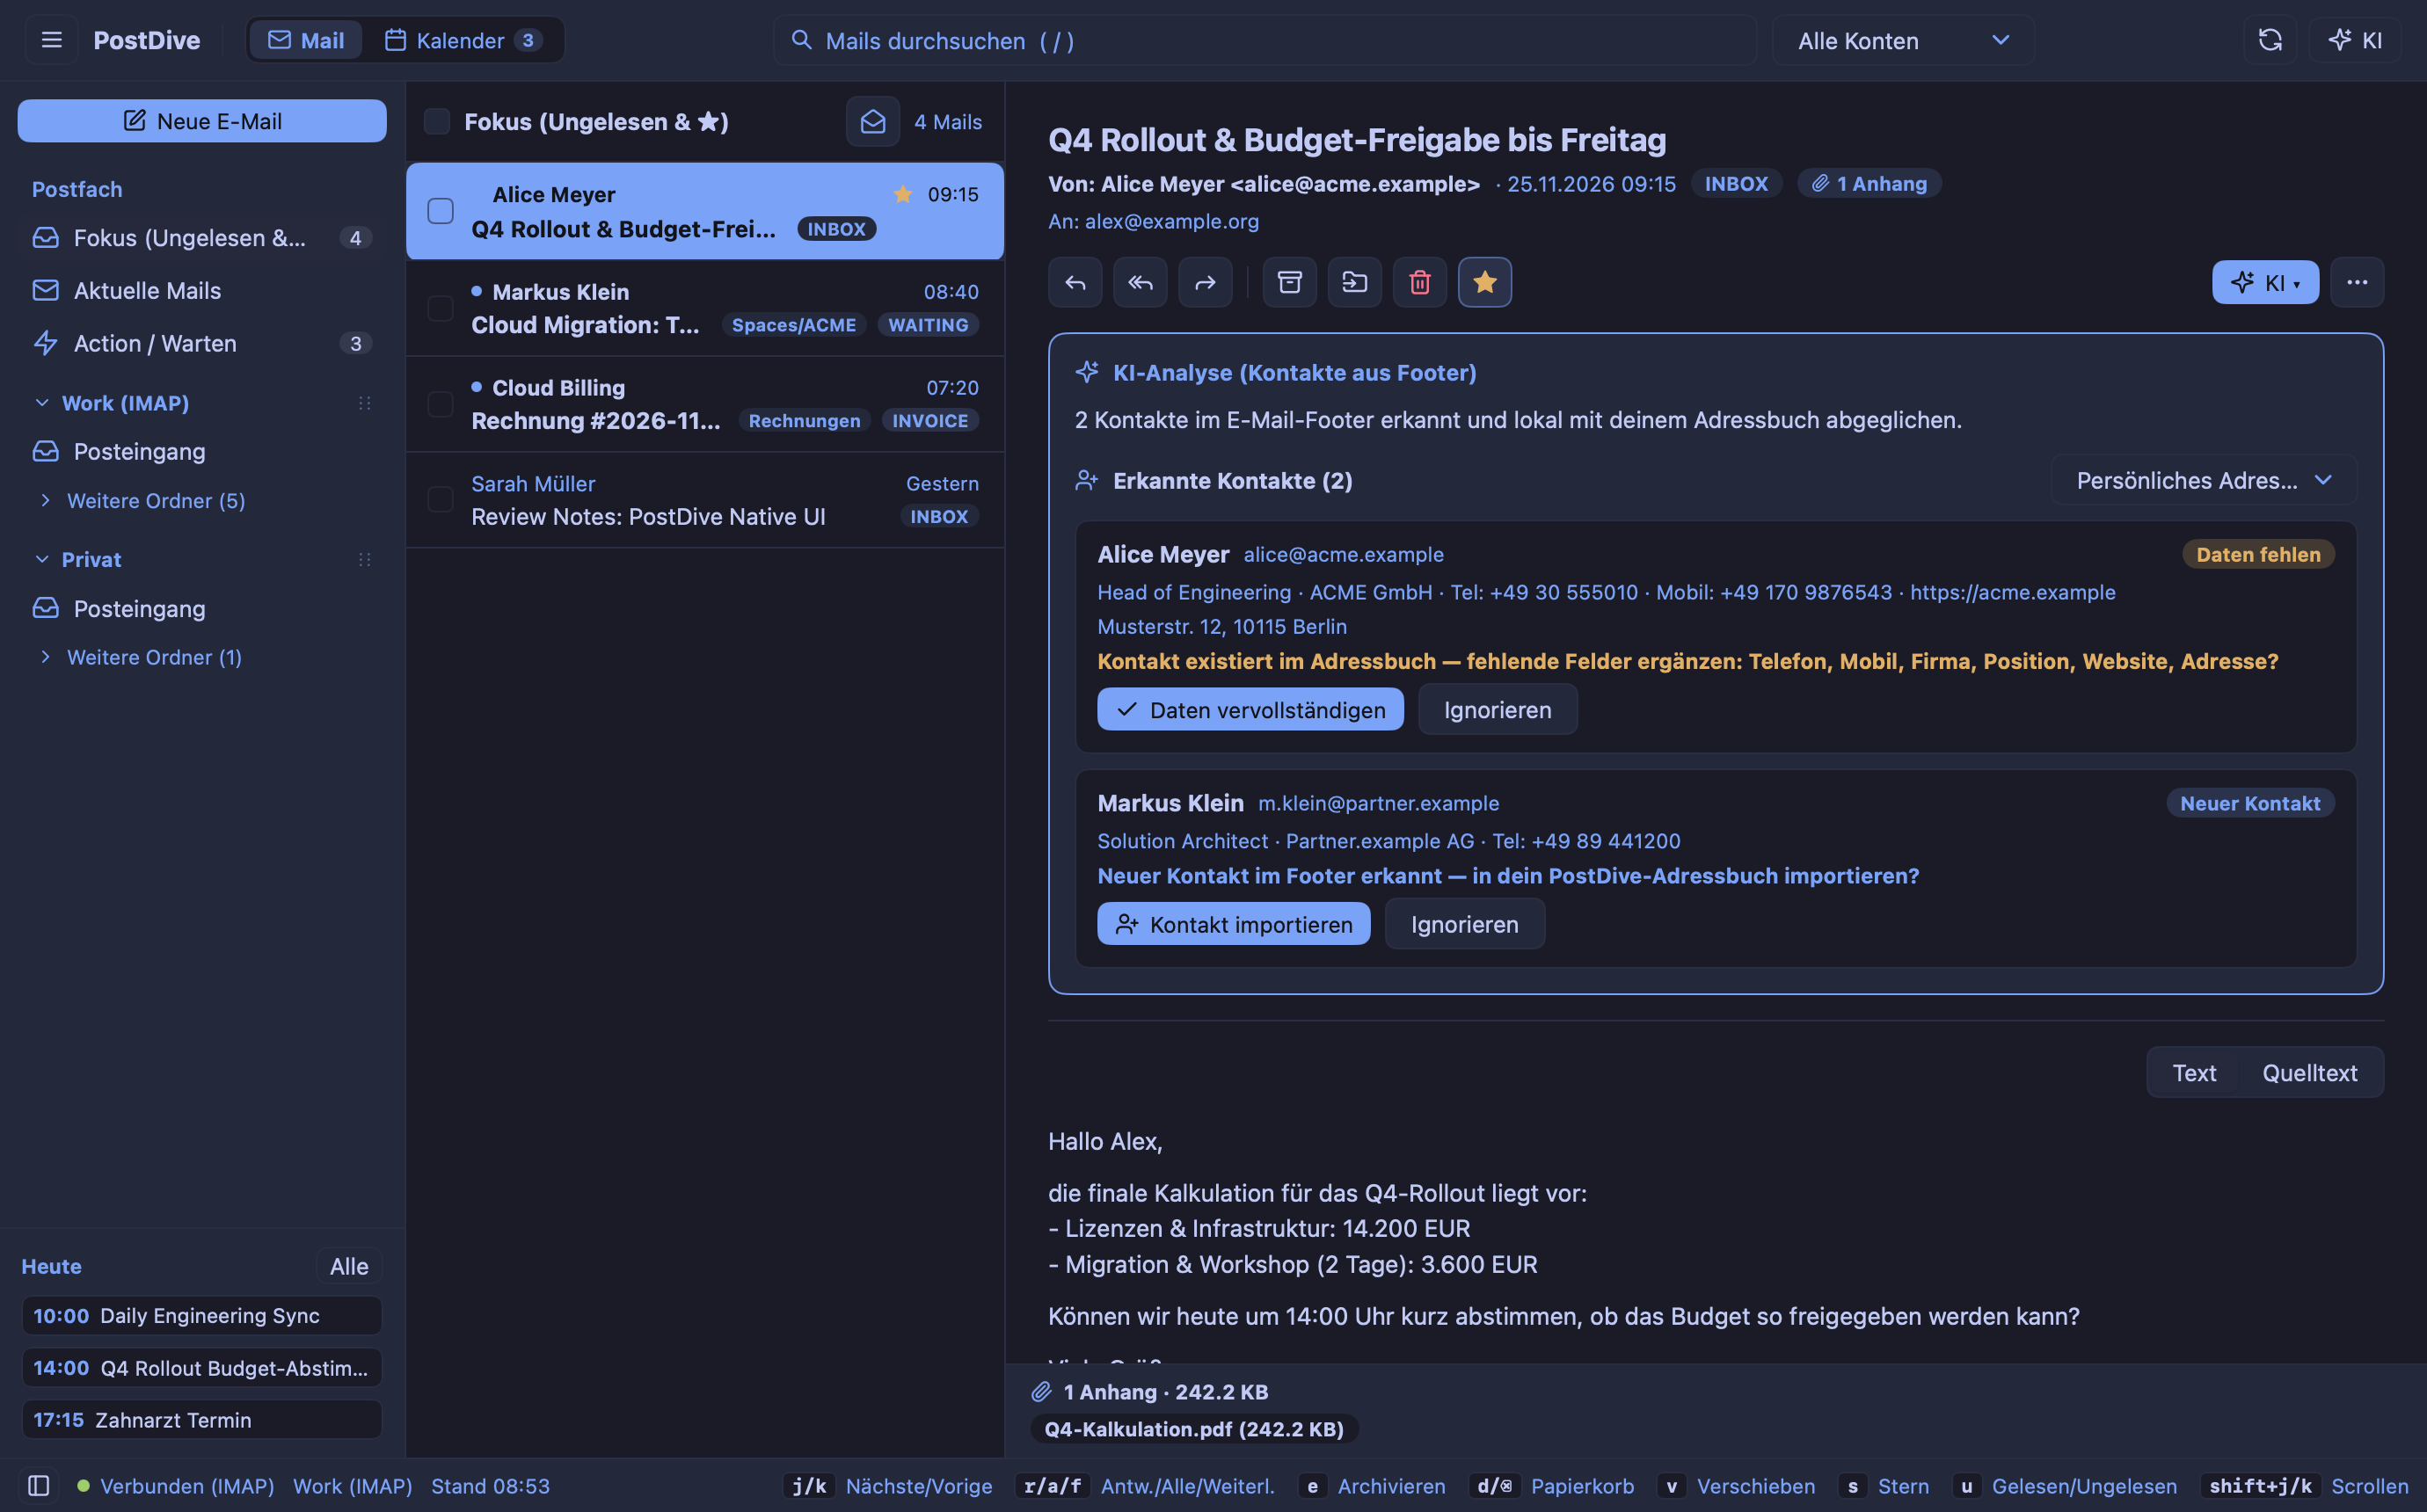 PostDive
Mail
Kalender 3
Mails durchsuchen ( / )
Alle Konten
KI
Neue E-Mail
Postfach
Fokus (Ungelesen &... 4
Aktuelle Mails
Action / Warten 3
Work (IMAP)
Posteingang
Weitere Ordner (5)
Privat
Posteingang
Weitere Ordner (1)
Heute
Alle
10:00 Daily Engineering Sync
14:00 Q4 Rollout Budget-Abstim...
17:15 Zahnarzt Termin
Fokus (Ungelesen & ★)
4 Mails
Alice Meyer 09:15
Q4 Rollout & Budget-Frei... INBOX
Markus Klein 08:40
Cloud Migration: T... Spaces/ACME WAITING
Cloud Billing 07:20
Rechnung #2026-11... Rechnungen INVOICE
Sarah Müller Gestern
Review Notes: PostDive Native UI INBOX
Q4 Rollout & Budget-Freigabe bis Freitag
Von: Alice Meyer <alice@acme.example> · 25.11.2026 09:15 INBOX 1 Anhang
An: alex@example.org
KI ▾
KI-Analyse (Kontakte aus Footer)
2 Kontakte im E-Mail-Footer erkannt und lokal mit deinem Adressbuch abgeglichen.
Erkannte Kontakte (2)
Persönliches Adres...
Alice Meyer alice@acme.example Daten fehlen
Head of Engineering · ACME GmbH · Tel: +49 30 555010 · Mobil: +49 170 9876543 · https://acme.example
Musterstr. 12, 10115 Berlin
Kontakt existiert im Adressbuch — fehlende Felder ergänzen: Telefon, Mobil, Firma, Position, Website, Adresse?
Daten vervollständigen
Ignorieren
Markus Klein m.klein@partner.example Neuer Kontakt
Solution Architect · Partner.example AG · Tel: +49 89 441200
Neuer Kontakt im Footer erkannt — in dein PostDive-Adressbuch importieren?
Kontakt importieren
Ignorieren
Text
Quelltext
Hallo Alex,
die finale Kalkulation für das Q4-Rollout liegt vor:
- Lizenzen & Infrastruktur: 14.200 EUR
- Migration & Workshop (2 Tage): 3.600 EUR
Können wir heute um 14:00 Uhr kurz abstimmen, ob das Budget so freigegeben werden kann?
1 Anhang · 242.2 KB
Q4-Kalkulation.pdf (242.2 KB)
Verbunden (IMAP) Work (IMAP) Stand 08:53
j/k Nächste/Vorige r/a/f Antw./Alle/Weiterl. e Archivieren d/⌫ Papierkorb v Verschieben s Stern u Gelesen/Ungelesen shift+j/k Scrollen